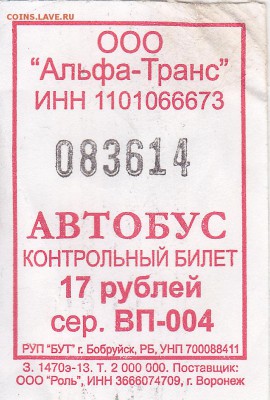 COINS.LAVE.RU
ООО
"Альфа-Транс"
ИНН 1101066673
083614
АВТОБУС
КОНТРОЛЬНЫЙ БИЛЕТ
17 рублей
сер. ВП-004
РУП "БУТ" г. Бобруйск, РБ, УНП 700088411
З. 1470э-13. Т. 2 000 000. Поставщик:
ООО "Роль", ИНН 3666074709, г. Воронеж